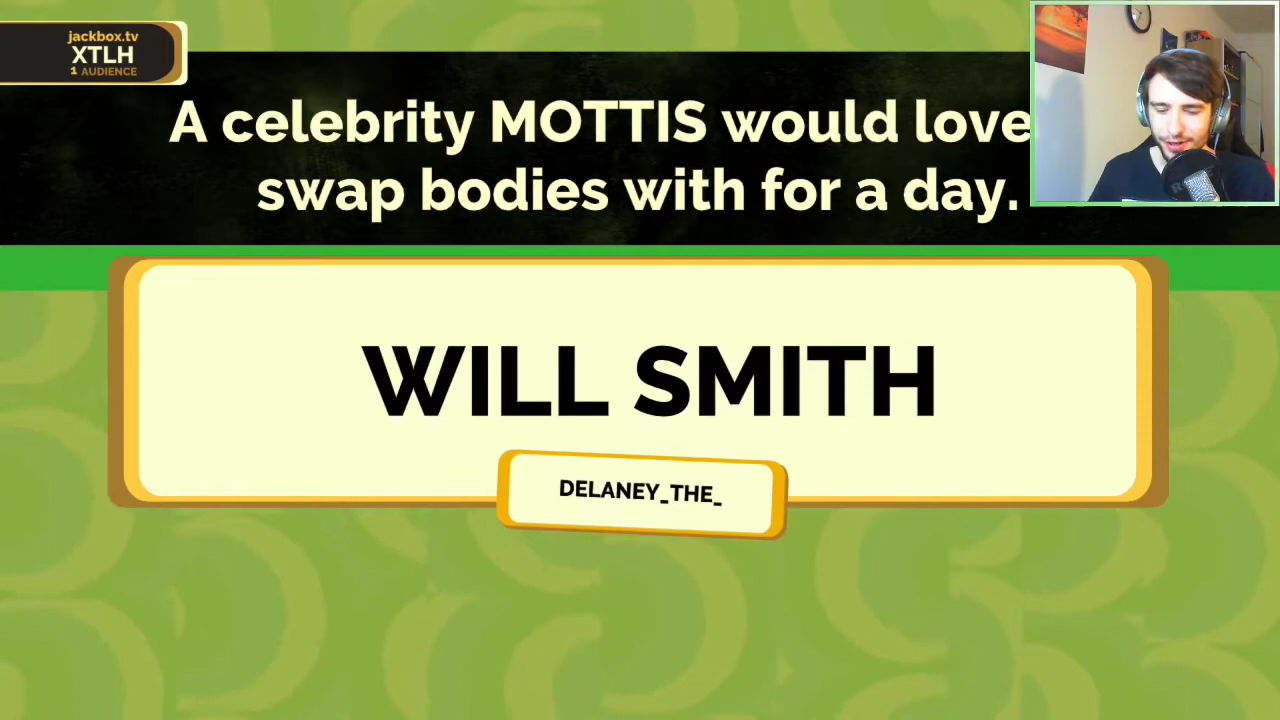 jackbox.tv
XTLH
1 AUDIENCE
A celebrity MOTTIS would love
swap bodies with for a day.
WILL SMITH
DELANEY_THE_